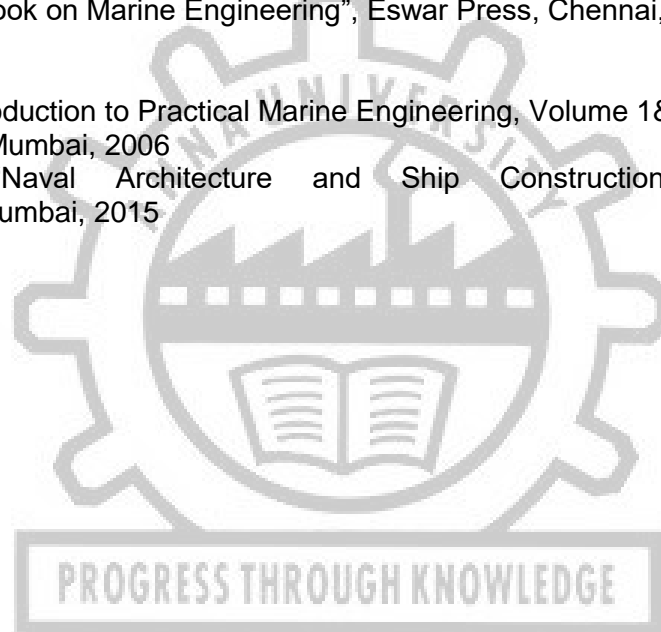 ook on Marine Engineering”, Eswar Press, Chennai,
oduction to Practical Marine Engineering, Volume 1&
Mumbai, 2006
Naval Architecture and Ship Construction
umbai, 2015
UNIVERSITY
PROGRESS THROUGH KNOWLEDGE